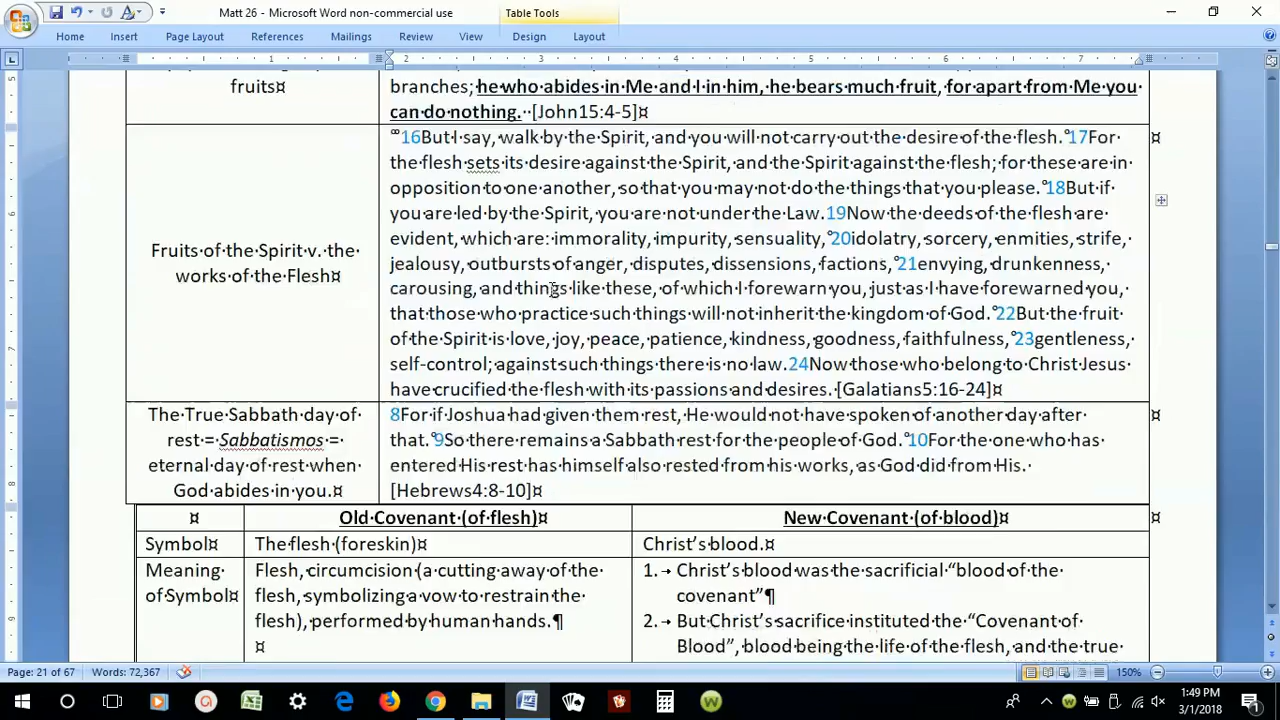 Matt 26 - Microsoft Word non-commercial use
Table Tools
Home Insert Page Layout References Mailings Review View Design Layout
1 2 3 4 5 6 7
fruits¤
branches;·he·who·abides·in·Me·and·I·in·him,·he·bears·much·fruit,·for·apart·from·Me·you·
can·do·nothing.··[John·15:4-5]¤
Fruits·of·the·Spirit·v.·the·
works·of·the·Flesh¤
16But·I·say,·walk·by·the·Spirit,·and·you·will·not·carry·out·the·desire·of·the·flesh.°17For·
the·flesh·sets·its·desire·against·the·Spirit,·and·the·Spirit·against·the·flesh;·for·these·are·in·
opposition·to·one·another,·so·that·you·may·not·do·the·things·that·you·please.°18But·if·
you·are·led·by·the·Spirit,·you·are·not·under·the·Law.19Now·the·deeds·of·the·flesh·are·
evident,·which·are:·immorality,·impurity,·sensuality,°20idolatry,·sorcery,·enmities,·strife,·
jealousy,·outbursts·of·anger,·disputes,·dissensions,·factions,°21envying,·drunkenness,·
carousing,·and·things·like·these,·of·which·I·forewarn·you,·just·as·I·have·forewarned·you,·
that·those·who·practice·such·things·will·not·inherit·the·kingdom·of·God.°22But·the·fruit·
of·the·Spirit·is·love,·joy,·peace,·patience,·kindness,·goodness,·faithfulness,°23gentleness,·
self-control;·against·such·things·there·is·no·law.24Now·those·who·belong·to·Christ·Jesus·
have·crucified·the·flesh·with·its·passions·and·desires.·[Galatians·5:16-24]¤
The·True·Sabbath·day·of·
rest·=·Sabbatismos·=·
eternal·day·of·rest·when·
God·abides·in·you.¤
8For·if·Joshua·had·given·them·rest,·He·would·not·have·spoken·of·another·day·after·
that.°9So·there·remains·a·Sabbath·rest·for·the·people·of·God.°10For·the·one·who·has·
entered·His·rest·has·himself·also·rested·from·his·works,·as·God·did·from·His.·
[Hebrews·4:8-10]¤
¤ Old·Covenant·(of·flesh)¤ New·Covenant·(of·blood)¤
Symbol¤ The·flesh·(foreskin)¤ Christ's·blood.¤
Meaning·
of·Symbol¤
Flesh,·circumcision·(a·cutting·away·of·the·
flesh,·symbolizing·a·vow·to·restrain·the·
flesh),·performed·by·human·hands.¶
¤
1.→Christ's·blood·was·the·sacrificial·“blood·of·the·
covenant”¶
2.→But·Christ's·sacrifice·instituted·the·“Covenant·of·
Blood”,·blood·being·the·life·of·the·flesh,·and·the·true·
Page: 21 of 67 Words: 72,367 150%
1:49 PM
3/1/2018